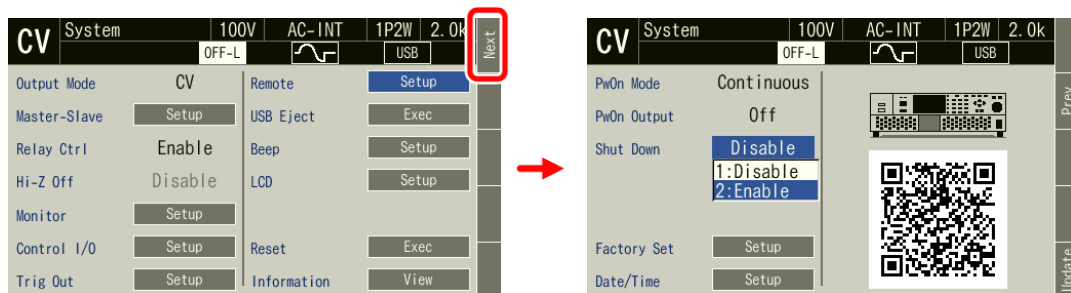 CV System 100V AC-INT 1P2W 2.0k Next
OFF-L USB
Output Mode CV Remote Setup
Master-Slave Setup USB Eject Exec
Relay Ctrl Enable Beep Setup
Hi-Z Off Disable LCD Setup
Monitor Setup
Control I/O Setup Reset Exec
Trig Out Setup Information View
CV System 100V AC-INT 1P2W 2.0k
OFF-L USB
PwOn Mode Continuous Prev
PwOn Output Off
Shut Down Disable
1:Disable
2:Enable
Factory Set Setup
Date/Time Setup Update